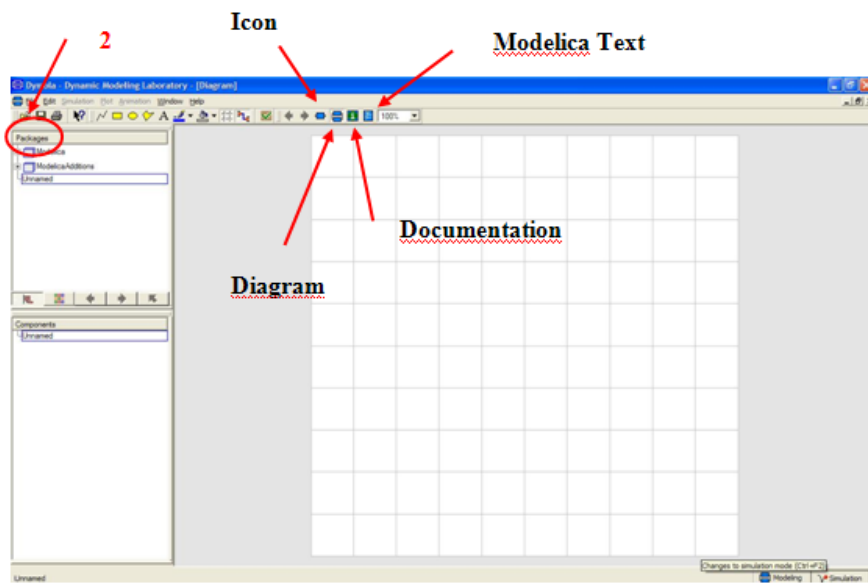 Icon
2
Modelica Text
Dymola - Dynamic Modeling Laboratory - [Diagram]
File Edit Simulation Plot Animation Window Help
A
100%
Packages
Modelica
ModelicaAdditions
Unnamed
Documentation
Diagram
Components
Unnamed
Changes to simulation mode (Ctrl+F2)
Unnamed
Modeling
Simulation